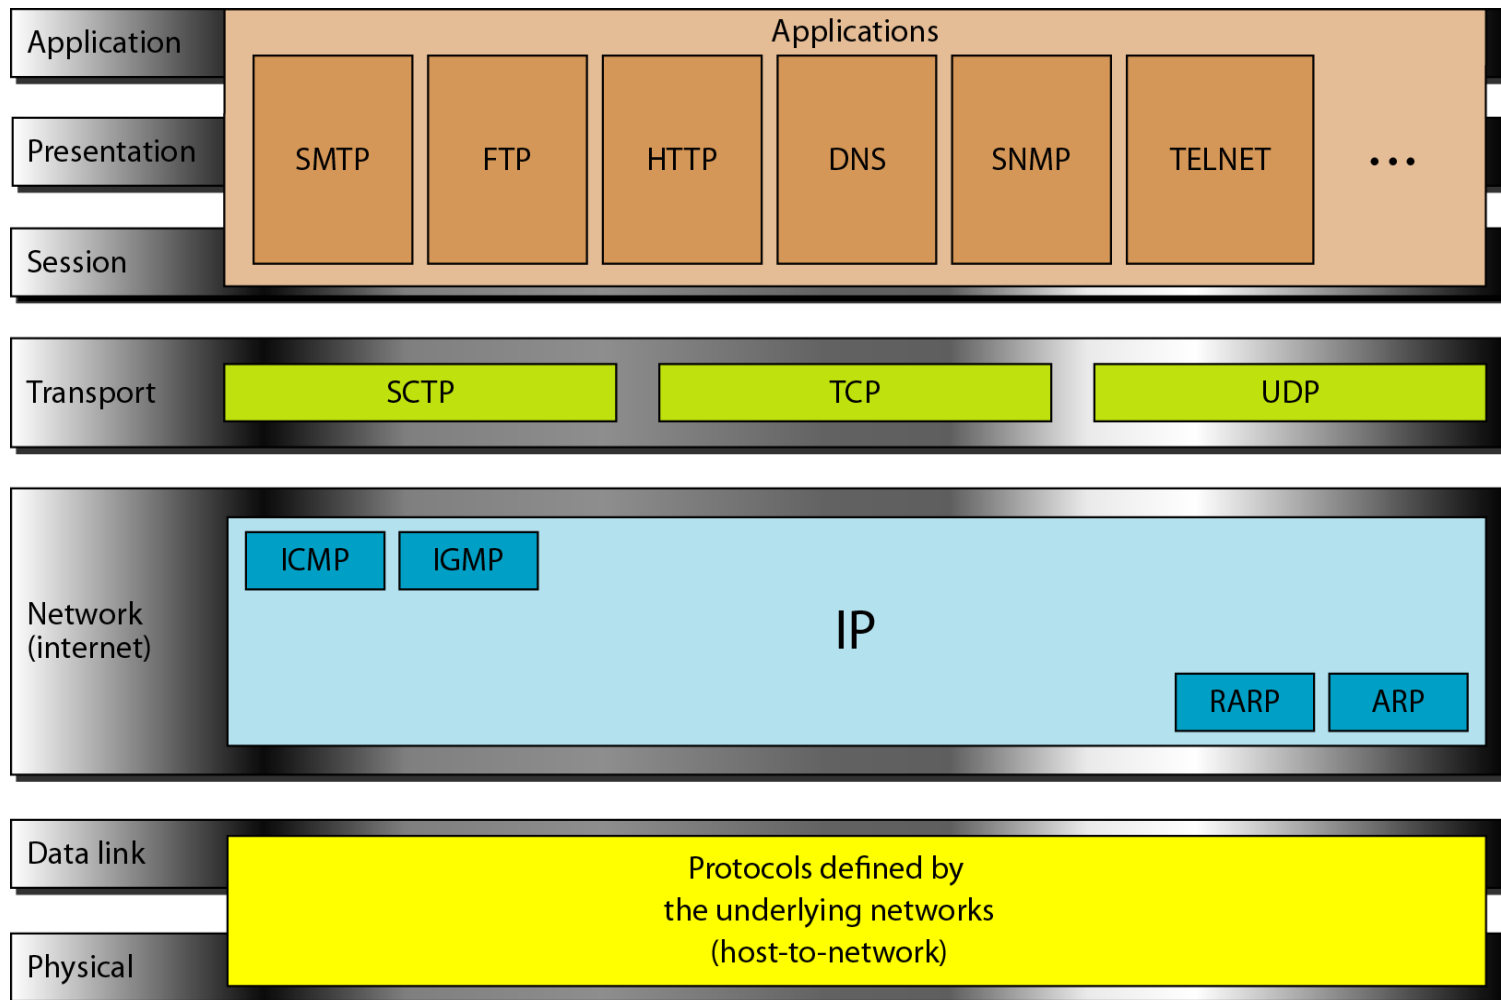 Application
Applications
Presentation
SMTP
FTP
HTTP
DNS
SNMP
TELNET
...
Session
Transport
SCTP
TCP
UDP
Network
(internet)
ICMP
IGMP
IP
RARP
ARP
Data link
Protocols defined by
the underlying networks
(host-to-network)
Physical